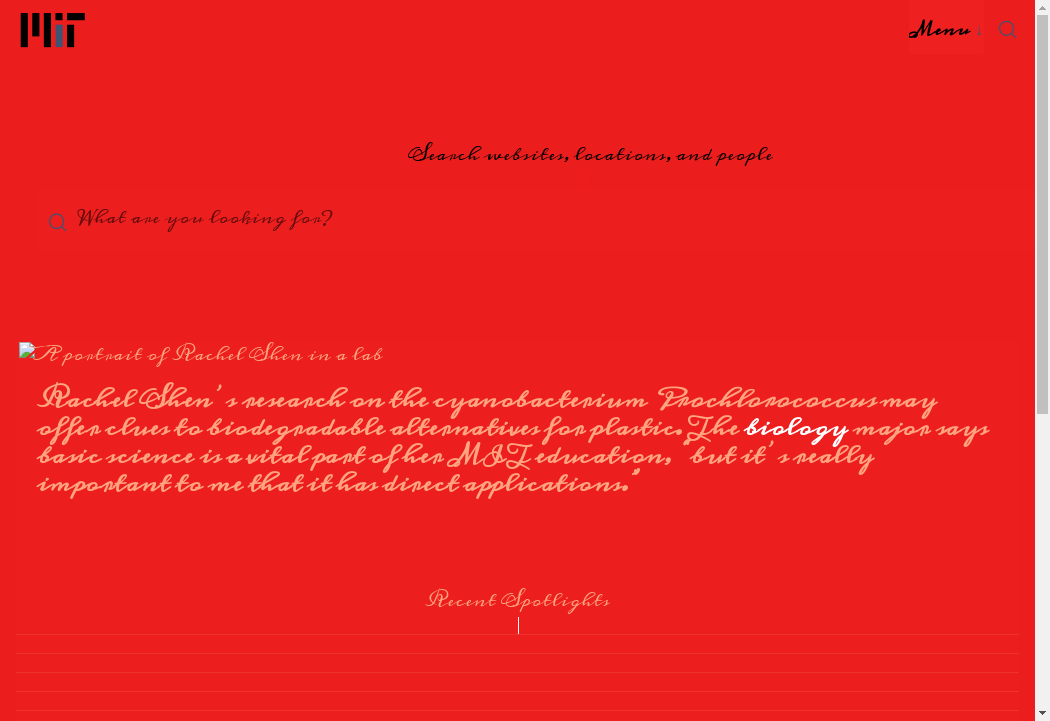 MIT
Menu
Search websites, locations, and people
What are you looking for?
A portrait of Rachel Shen in a lab
Rachel Shen’s research on the cyanobacterium Prochlorococcus may
offer clues to biodegradable alternatives for plastic. The biology major says
basic science is a vital part of her MIT education, “but it’s really
important to me that it has direct applications.”
Recent Spotlights